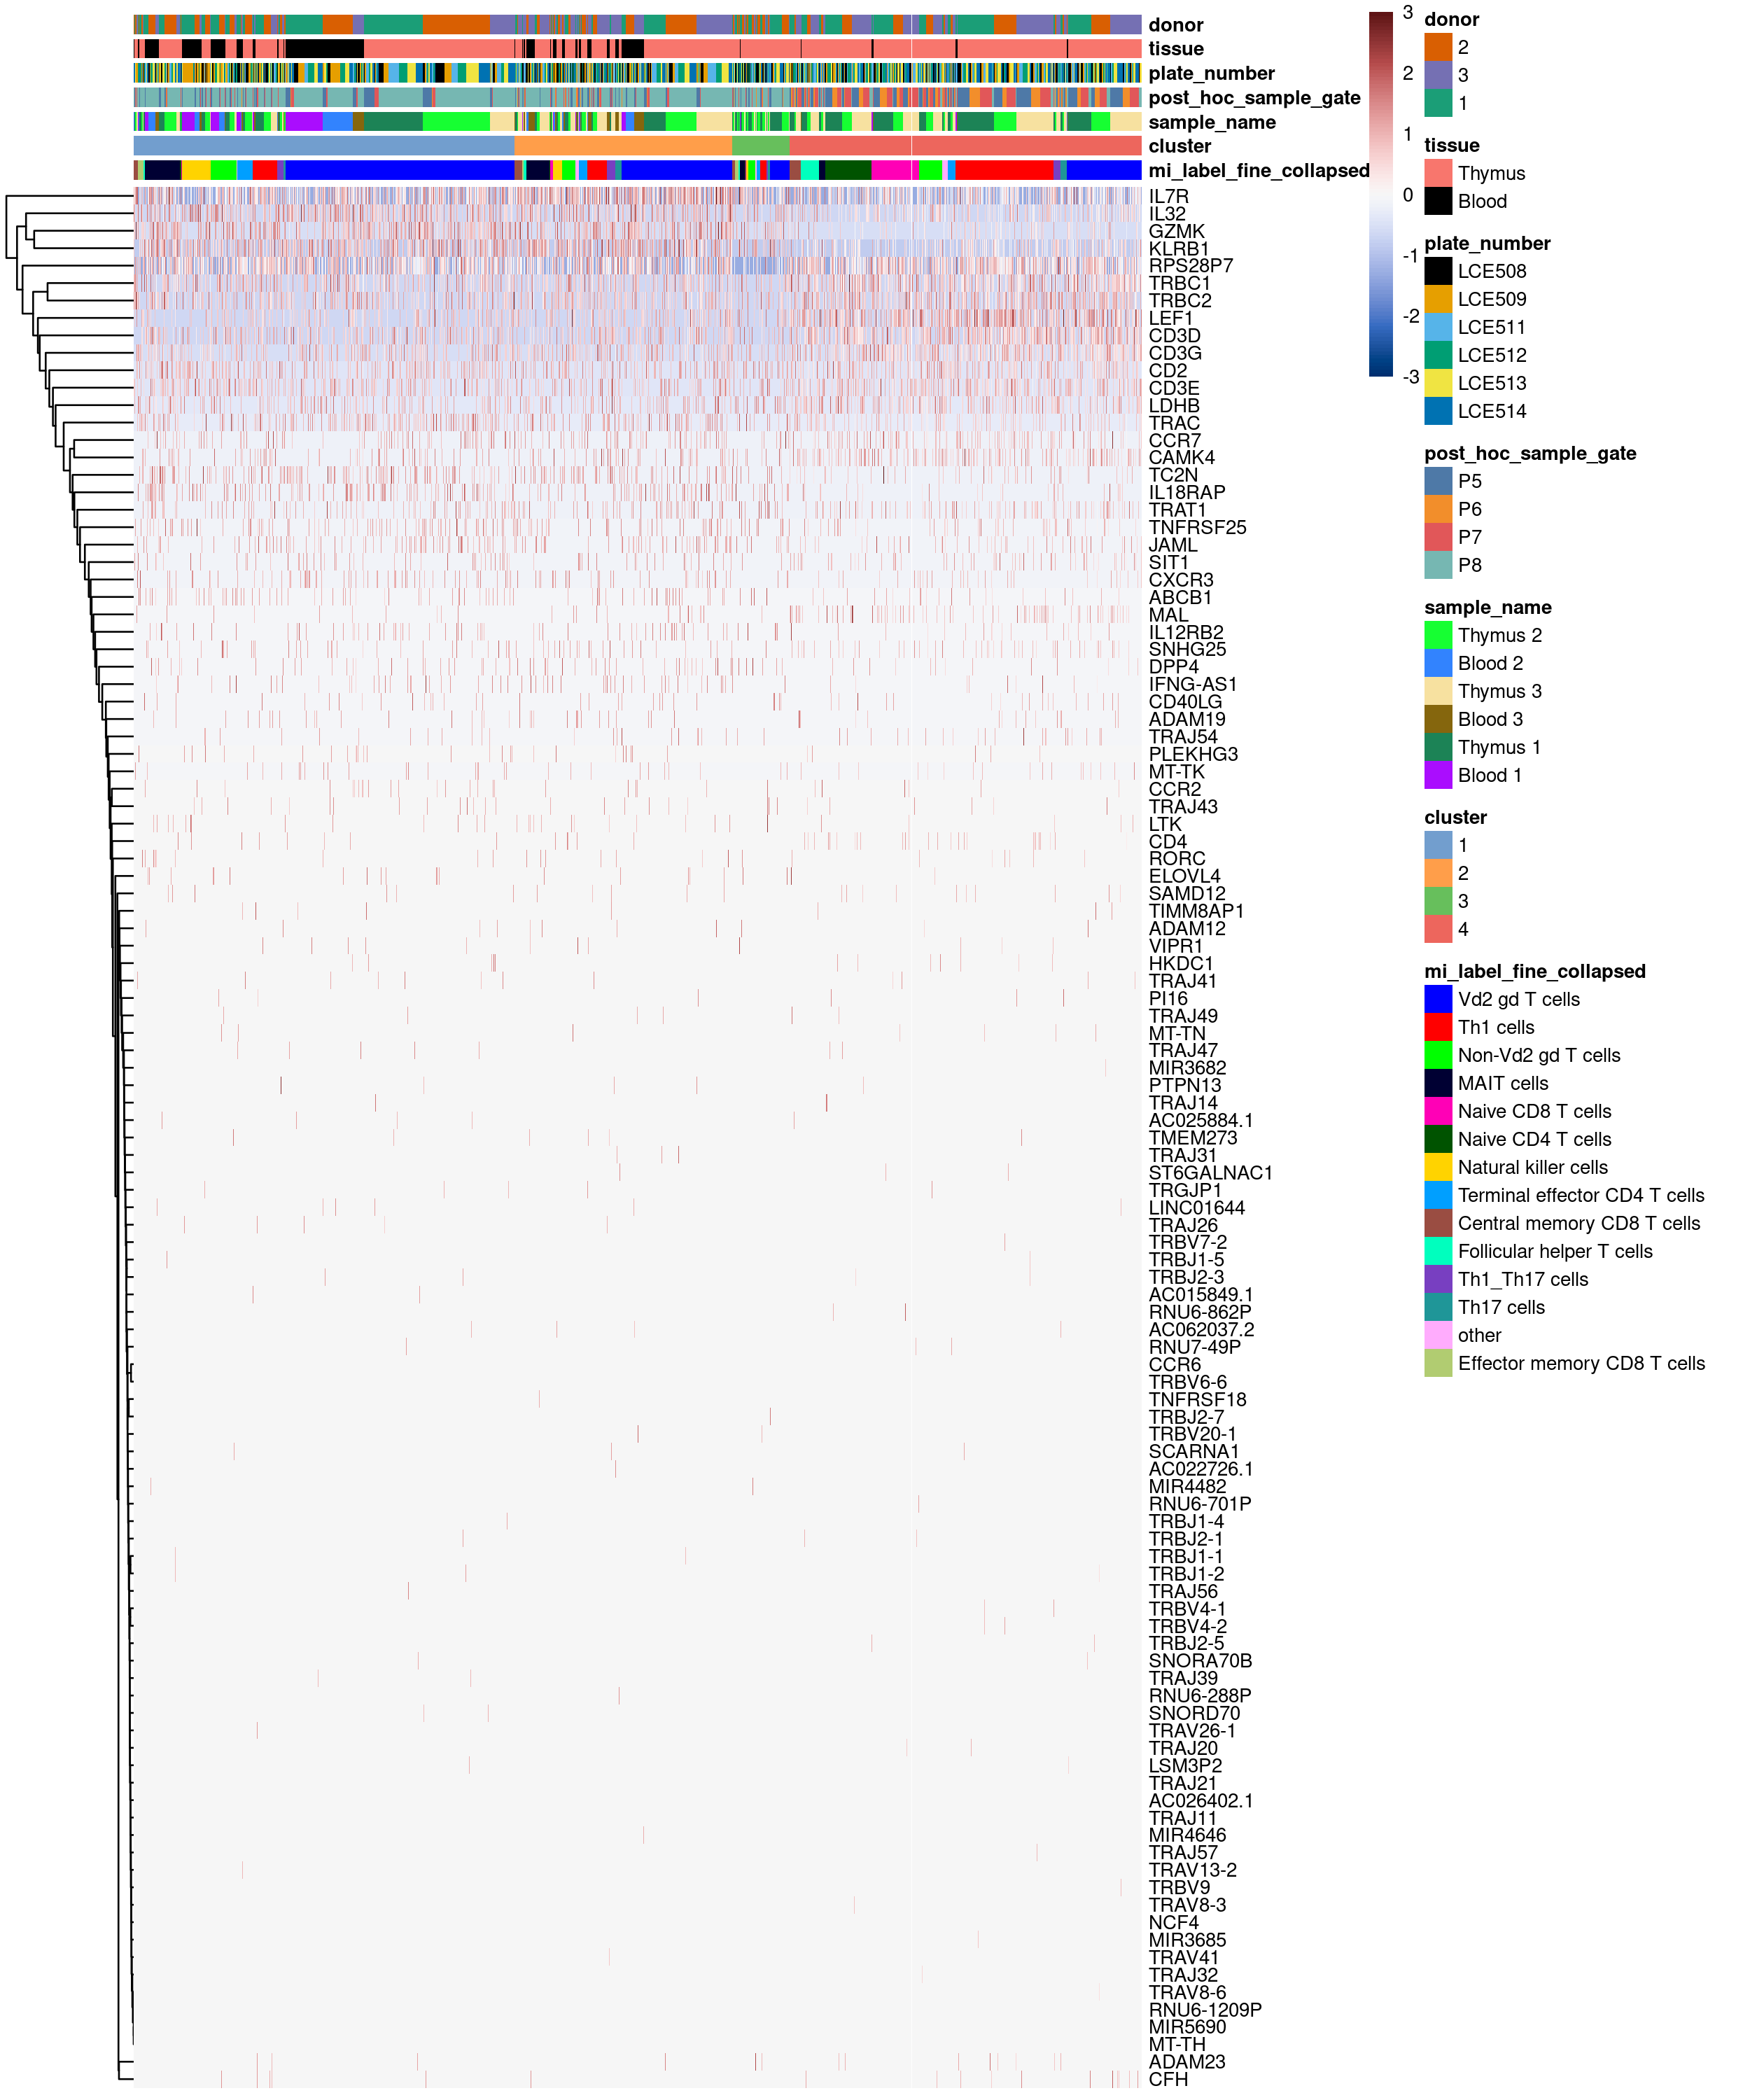 donor
tissue
plate_number
post_hoc_sample_gate
sample_name
cluster
mi_label_fine_collapsed
IL7R
IL32
GZMK
KLRB1
RPS28P7
TRBC1
TRBC2
LEF1
CD3D
CD3G
CD2
CD3E
LDHB
TRAC
CCR7
CAMK4
TC2N
IL18RAP
TRAT1
TNFRSF25
JAML
SIT1
CXCR3
ABCB1
MAL
IL12RB2
SNHG25
DPP4
IFNG-AS1
CD40LG
ADAM19
TRAJ54
PLEKHG3
MT-TK
CCR2
TRAJ43
LTK
CD4
RORC
ELOVL4
SAMD12
TIMM8AP1
ADAM12
VIPR1
HKDC1
TRAJ41
PI16
TRAJ49
MT-TN
TRAJ47
MIR3682
PTPN13
TRAJ14
AC025884.1
TMEM273
TRAJ31
ST6GALNAC1
TRGJP1
LINC01644
TRAJ26
TRBV7-2
TRBJ1-5
TRBJ2-3
AC015849.1
RNU6-862P
AC062037.2
RNU7-49P
CCR6
TRBV6-6
TNFRSF18
TRBJ2-7
TRBV20-1
SCARNA1
AC022726.1
MIR4482
RNU6-701P
TRBJ1-4
TRBJ2-1
TRBJ1-1
TRBJ1-2
TRAJ56
TRBV4-1
TRBV4-2
TRBJ2-5
SNORA70B
TRAJ39
RNU6-288P
SNORD70
TRAV26-1
TRAJ20
LSM3P2
TRAJ21
AC026402.1
TRAJ11
MIR4646
TRAJ57
TRAV13-2
TRBV9
TRAV8-3
NCF4
MIR3685
TRAV41
TRAJ32
TRAV8-6
RNU6-1209P
MIR5690
MT-TH
ADAM23
CFH
3
2
1
0
-1
-2
-3
donor
2
3
1
tissue
Thymus
Blood
plate_number
LCE508
LCE509
LCE511
LCE512
LCE513
LCE514
post_hoc_sample_gate
P5
P6
P7
P8
sample_name
Thymus 2
Blood 2
Thymus 3
Blood 3
Thymus 1
Blood 1
cluster
1
2
3
4
mi_label_fine_collapsed
Vd2 gd T cells
Th1 cells
Non-Vd2 gd T cells
MAIT cells
Naive CD8 T cells
Naive CD4 T cells
Natural killer cells
Terminal effector CD4 T cells
Central memory CD8 T cells
Follicular helper T cells
Th1_Th17 cells
Th17 cells
other
Effector memory CD8 T cells